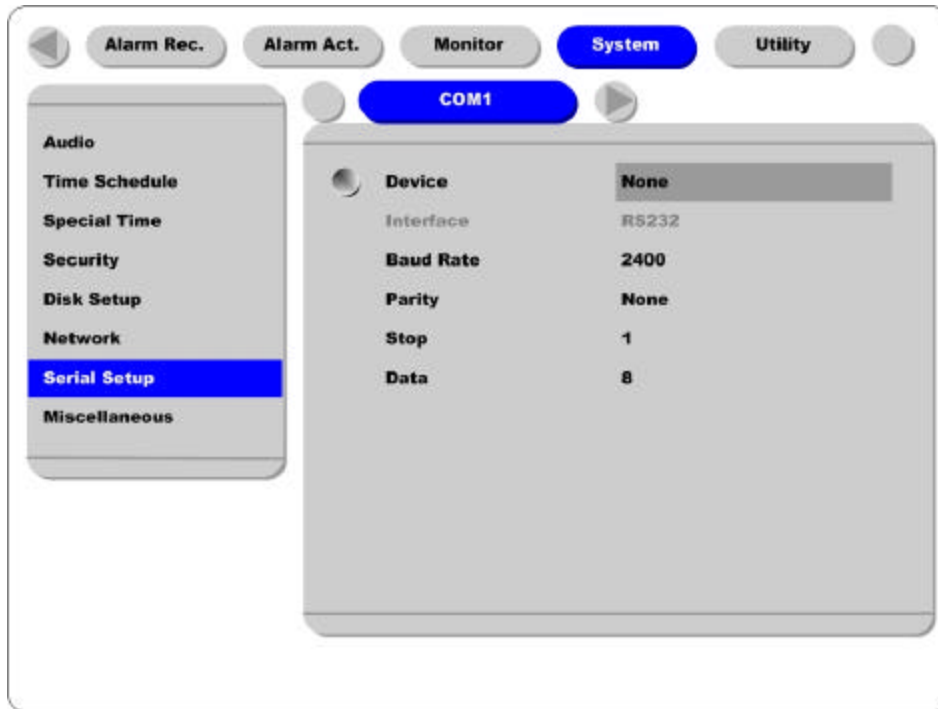 Alarm Rec. Alarm Act. Monitor System Utility
COM1
Audio
Time Schedule
Special Time
Security
Disk Setup
Network
Serial Setup
Miscellaneous
Device None
Interface RS232
Baud Rate 2400
Parity None
Stop 1
Data 8